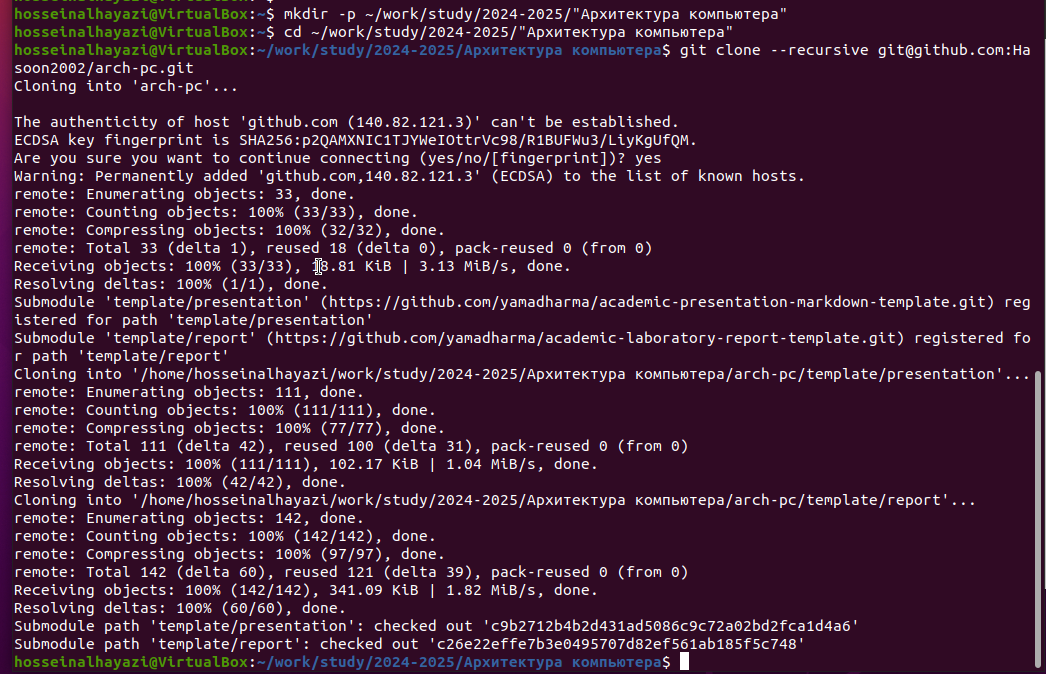 hosseinalhayazi@VirtualBox:~$ mkdir -p ~/work/study/2024-2025/"Архитектура компьютера"
hosseinalhayazi@VirtualBox:~$ cd ~/work/study/2024-2025/"Архитектура компьютера"
hosseinalhayazi@VirtualBox:~/work/study/2024-2025/Архитектура компьютера$ git clone --recursive git@github.com:Ha
soon2002/arch-pc.git
Cloning into 'arch-pc'...
The authenticity of host 'github.com (140.82.121.3)' can't be established.
ECDSA key fingerprint is SHA256:p2QAMXNIC1TJYWeIOttrVc98/R1BUFWu3/LiyKgUfQM.
Are you sure you want to continue connecting (yes/no/[fingerprint])? yes
Warning: Permanently added 'github.com,140.82.121.3' (ECDSA) to the list of known hosts.
remote: Enumerating objects: 33, done.
remote: Counting objects: 100% (33/33), done.
remote: Compressing objects: 100% (32/32), done.
remote: Total 33 (delta 1), reused 18 (delta 0), pack-reused 0 (from 0)
Receiving objects: 100% (33/33), 18.81 KiB | 3.13 MiB/s, done.
Resolving deltas: 100% (1/1), done.
Submodule 'template/presentation' (https://github.com/yamadharma/academic-presentation-markdown-template.git) reg
istered for path 'template/presentation'
Submodule 'template/report' (https://github.com/yamadharma/academic-laboratory-report-template.git) registered fo
r path 'template/report'
Cloning into '/home/hosseinalhayazi/work/study/2024-2025/Архитектура компьютера/arch-pc/template/presentation'...
remote: Enumerating objects: 111, done.
remote: Counting objects: 100% (111/111), done.
remote: Compressing objects: 100% (77/77), done.
remote: Total 111 (delta 42), reused 100 (delta 31), pack-reused 0 (from 0)
Receiving objects: 100% (111/111), 102.17 KiB | 1.04 MiB/s, done.
Resolving deltas: 100% (42/42), done.
Cloning into '/home/hosseinalhayazi/work/study/2024-2025/Архитектура компьютера/arch-pc/template/report'...
remote: Enumerating objects: 142, done.
remote: Counting objects: 100% (142/142), done.
remote: Compressing objects: 100% (97/97), done.
remote: Total 142 (delta 60), reused 121 (delta 39), pack-reused 0 (from 0)
Receiving objects: 100% (142/142), 341.09 KiB | 1.82 MiB/s, done.
Resolving deltas: 100% (60/60), done.
Submodule path 'template/presentation': checked out 'c9b2712b4b2d431ad5086c9c72a02bd2fca1d4a6'
Submodule path 'template/report': checked out 'c26e22effe7b3e0495707d82ef561ab185f5c748'
hosseinalhayazi@VirtualBox:~/work/study/2024-2025/Архитектура компьютера$